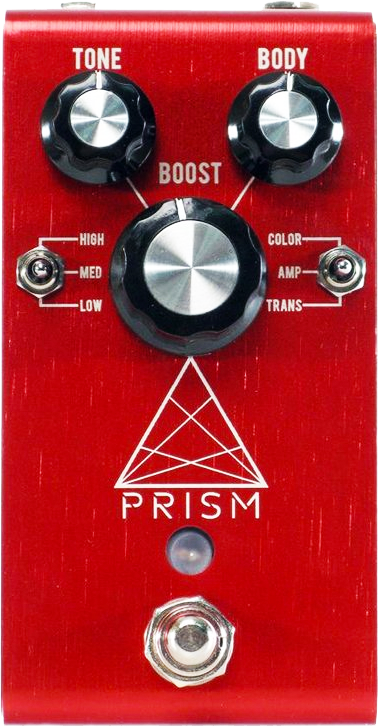 TONE BODY
BOOST
HIGH COLOR
MED AMP
LOW TRANS
PRISM